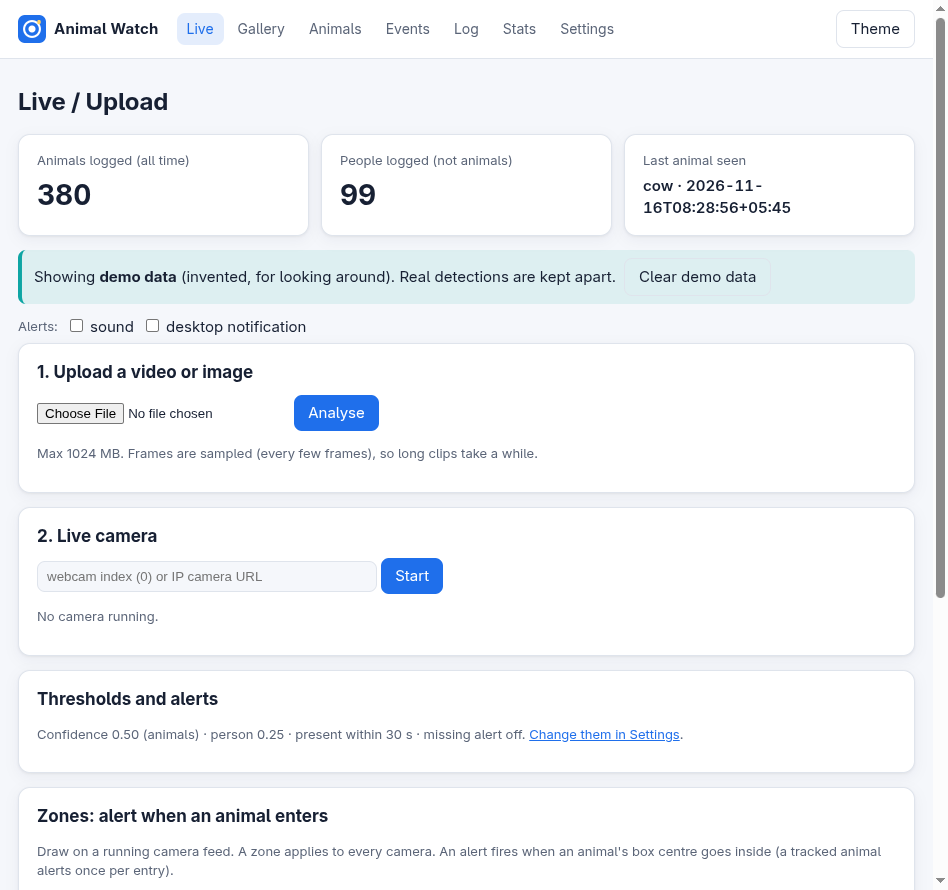 Animal Watch Live Gallery Animals Events Log Stats Settings Theme
Live / Upload
Animals logged (all time)
380
People logged (not animals)
99
Last animal seen
cow · 2026-11-
16T08:28:56+05:45
Showing demo data (invented, for looking around). Real detections are kept apart. Clear demo data
Alerts: sound desktop notification
1. Upload a video or image
Choose File No file chosen Analyse
Max 1024 MB. Frames are sampled (every few frames), so long clips take a while.
2. Live camera
webcam index (0) or IP camera URL Start
No camera running.
Thresholds and alerts
Confidence 0.50 (animals) · person 0.25 · present within 30 s · missing alert off. Change them in Settings.
Zones: alert when an animal enters
Draw on a running camera feed. A zone applies to every camera. An alert fires when an animal's box centre goes inside (a tracked animal
alerts once per entry).